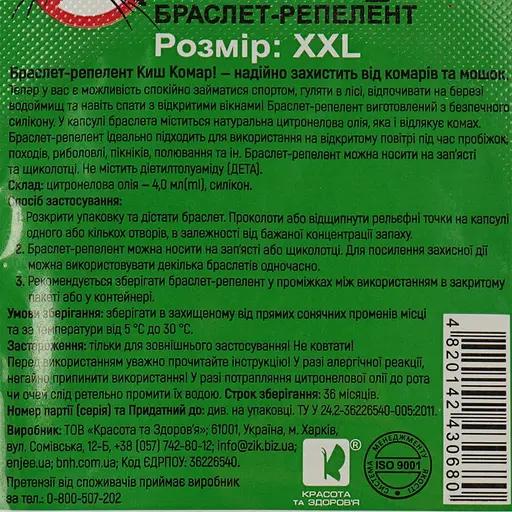 БРАСЛЕТ-РЕПЕЛЕНТ
Розмір: XXL
Браслет-репелент Киш Комар! – надійно захистить від комарів та мошок.
Тепер у вас є можливість спокійно займатися спортом, гуляти в лісі, відпочивати на березі
водоймищ та навіть спати з відкритими вікнами! Браслет-репелент виготовлений з безпечного
силікону. У капсулі браслета міститься натуральна цитронелова олія, яка і відлякує комах.
Браслет-репелент ідеально підходить для використання на відкритому повітрі під час пробіжок,
походів, риболовлі, пікніків, полювання та ін. Браслет-репелент можна носити на зап'ясті
та щиколотці. Не містить діетилтолуаміду (ДЕТА).
Склад: цитронелова олія – 4,0 мл(ml), силікон.
Спосіб застосування:
1. Розкрити упаковку та дістати браслет. Проколоти або відщипнути рельєфні точки на капсулі
одного або кількох отворів, в залежності від бажаної концентрації запаху.
2. Браслет-репелент можна носити на зап'ясті або щиколотці. Для посилення захисної дії
можна використовувати декілька браслетів одночасно.
3. Рекомендується зберігати браслет-репелент у проміжках між використанням в закритому
пакеті або у контейнері.
Умови зберігання: зберігати в захищеному від прямих сонячних променів місці
та за температури від 5 °С до 30 °С.
Застереження: тільки для зовнішнього застосування! Не ковтати!
Перед використанням уважно прочитайте інструкцію! У разі алергічної реакції,
негайно припинити використання! У разі потрапляння цитронелової олії до рота
чи очей слід ретельно промити їх водою. Строк зберігання: 36 місяців.
Номер партії (серія) та Придатний до: див. на упаковці. ТУ У 24.2-36226540-005:2011.
Виробник: ТОВ «Красота та Здоров'я»; 61001, Україна, м. Харків,
вул. Сомівська, 12-Б, +38 (057) 742-80-12; info@zik.biz.ua;
enjee.ua; bnh.com.ua; Код ЄДРПОУ: 36226540.
Претензії від споживачів приймає виробник
за тел.: 0-800-507-202
КРАСОТА
ТА ЗДОРОВ'Я
СИСТЕМА МЕНЕДЖМЕНТУ ЯКОСТІ
ISO 9001
4820142430680